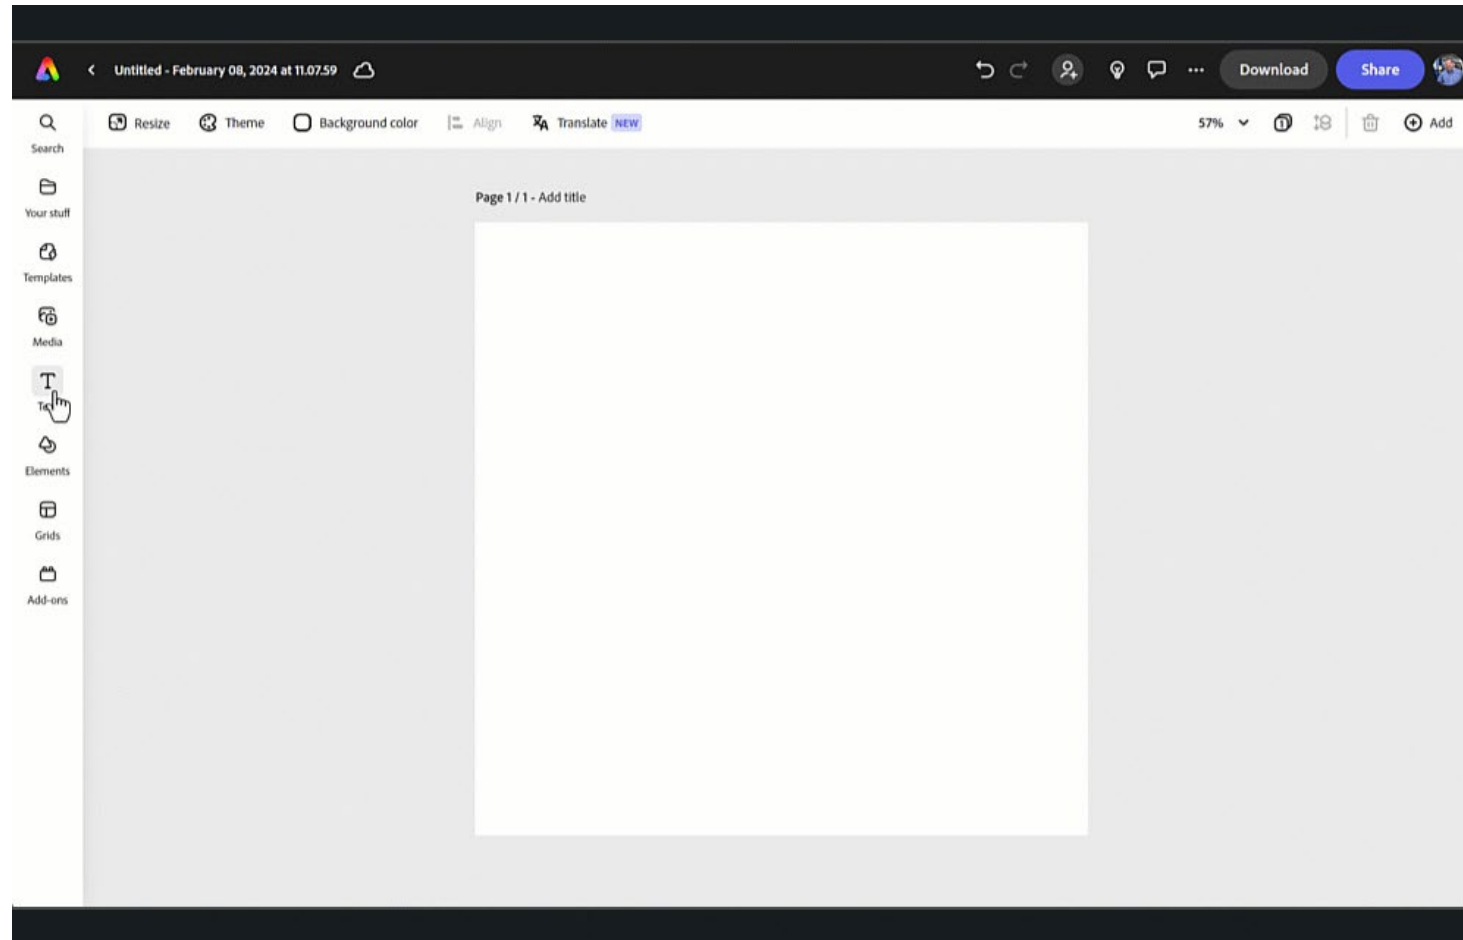 Untitled - February 08, 2024 at 11.07.59
Download
Share
Search
Resize
Theme
Background color
Align
Translate NEW
57%
1
Add
Your stuff
Page 1 / 1 - Add title
Templates
Media
T
Elements
Grids
Add-ons